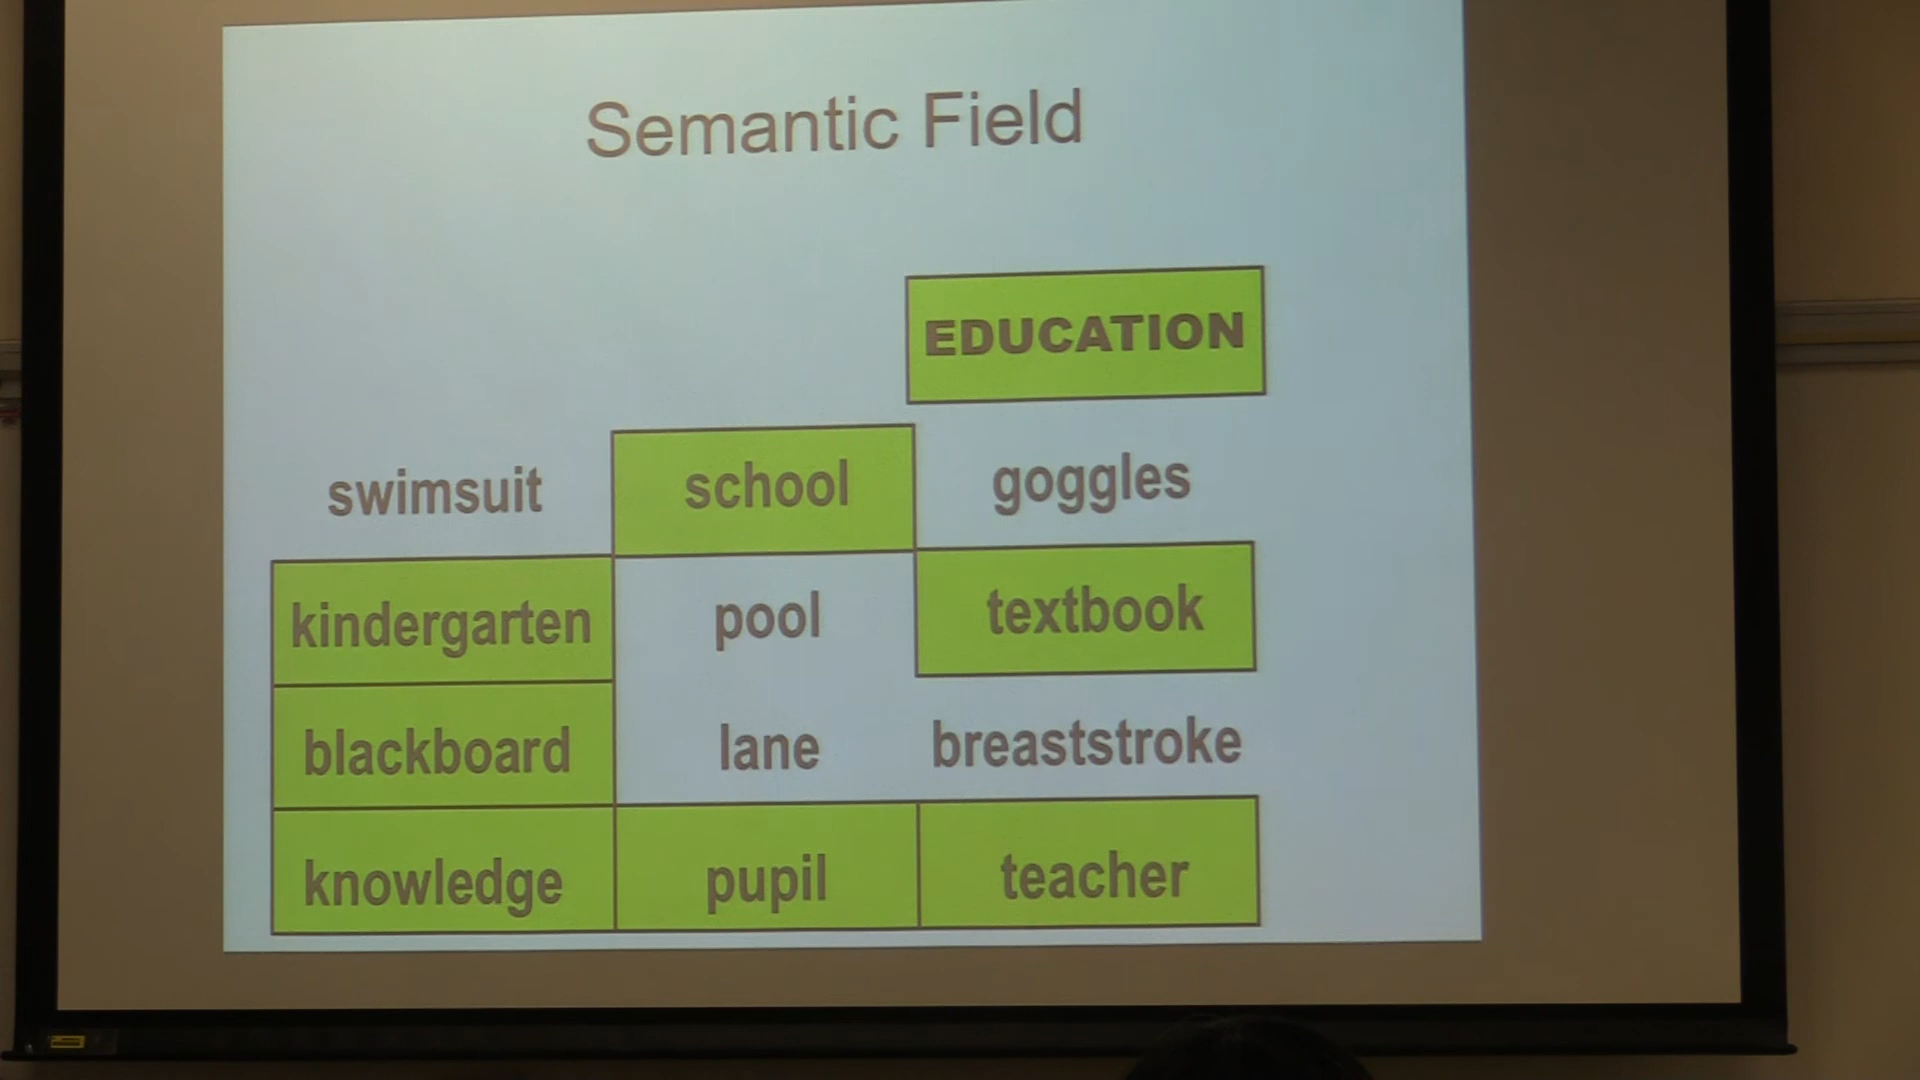 Semantic Field
EDUCATION
swimsuit school goggles
kindergarten pool textbook
blackboard lane breaststroke
knowledge pupil teacher